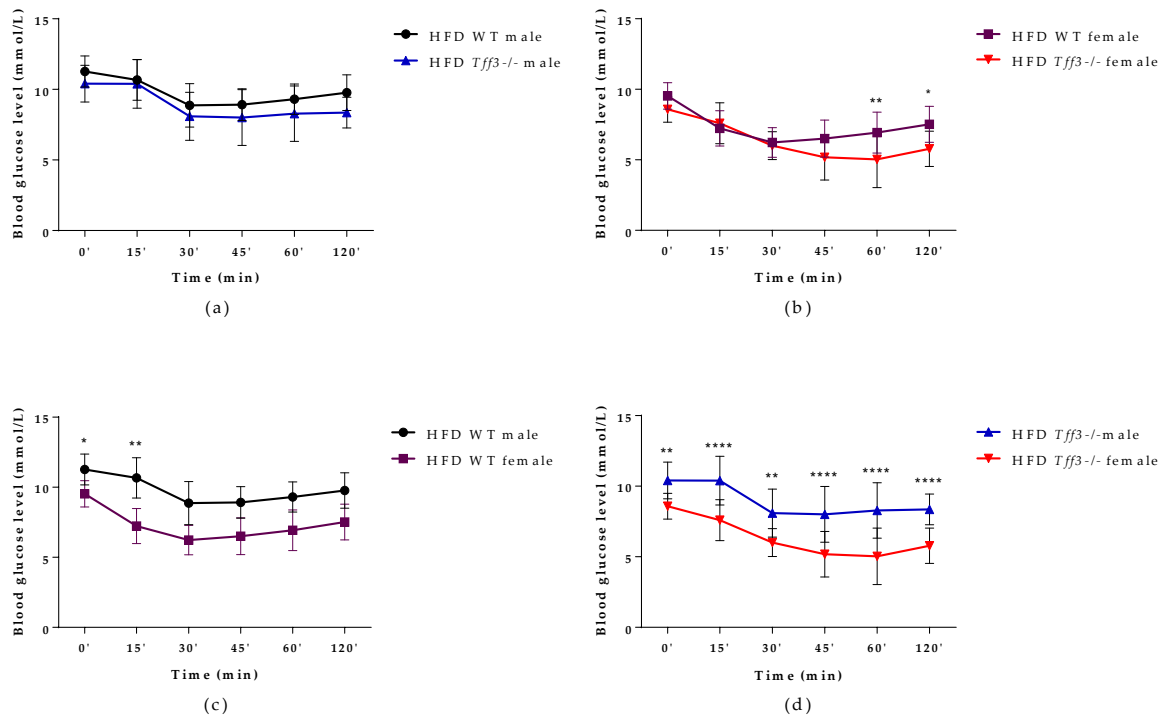 Blood glucose level (mmol/L)
15
10
5
0
0' 15' 30' 45' 60' 120'
Time (min)
HFD WT male
HFD Tff3-/- male
(a)
Blood glucose level (mmol/L)
15
10
5
0
** *
0' 15' 30' 45' 60' 120'
Time (min)
HFD WT female
HFD Tff3-/- female
(b)
Blood glucose level (mmol/L)
15
10
5
0
* **
0' 15' 30' 45' 60' 120'
Time (min)
HFD WT male
HFD WT female
(c)
Blood glucose level (mmol/L)
15
10
5
0
** **** ** **** **** ****
0' 15' 30' 45' 60' 120'
Time (min)
HFD Tff3-/-male
HFD Tff3-/- female
(d)